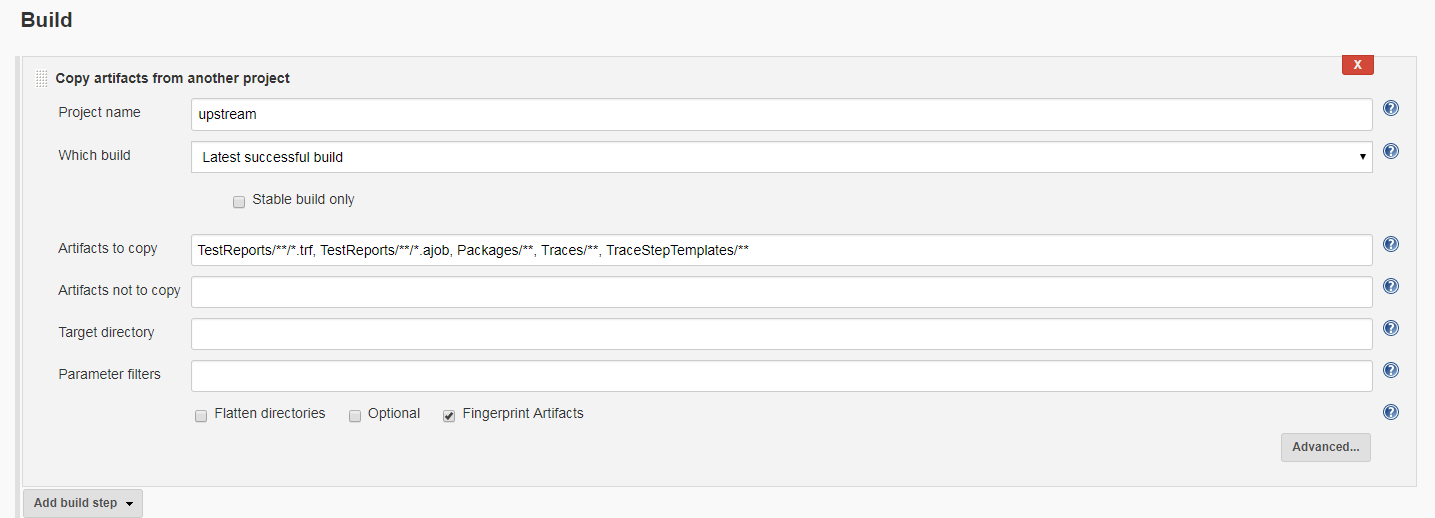 Build
X
Copy artifacts from another project
Project name
upstream
?
Which build
Latest successful build
?
Stable build only
Artifacts to copy
TestReports/**/*.trf, TestReports/**/*.ajob, Packages/**, Traces/**, TraceStepTemplates/**
?
Artifacts not to copy
?
Target directory
?
Parameter filters
?
Flatten directories
Optional
Fingerprint Artifacts
?
Advanced...
Add build step